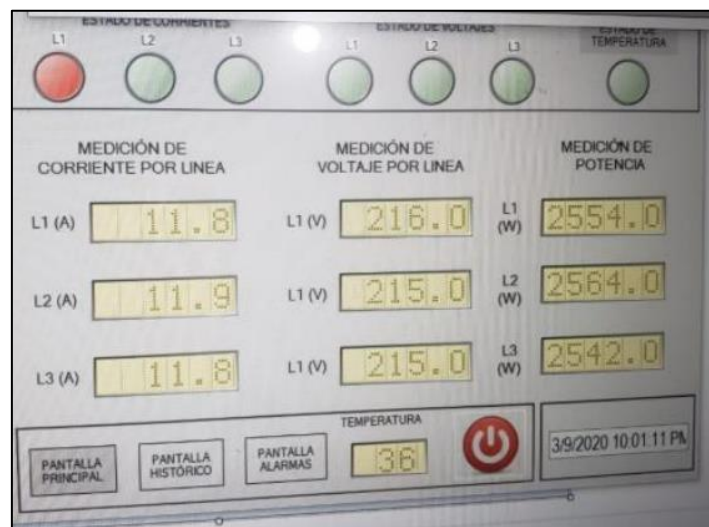 ESTADO DE CORRIENTES
ESTADO DE VOLTAJES
ESTADO DE TEMPERATURA
L1 L2 L3 L1 L2 L3
MEDICIÓN DE CORRIENTE POR LINEA
MEDICIÓN DE VOLTAJE POR LINEA
MEDICIÓN DE POTENCIA
L1 (A) 11.8 L1 (V) 216.0 L1 (W) 2554.0
L2 (A) 11.9 L1 (V) 215.0 L2 (W) 2564.0
L3 (A) 11.8 L1 (V) 215.0 L3 (W) 2542.0
TEMPERATURA
PANTALLA PRINCIPAL
PANTALLA HISTÓRICO
PANTALLA ALARMAS
36
3/9/2020 10:01:11 PM